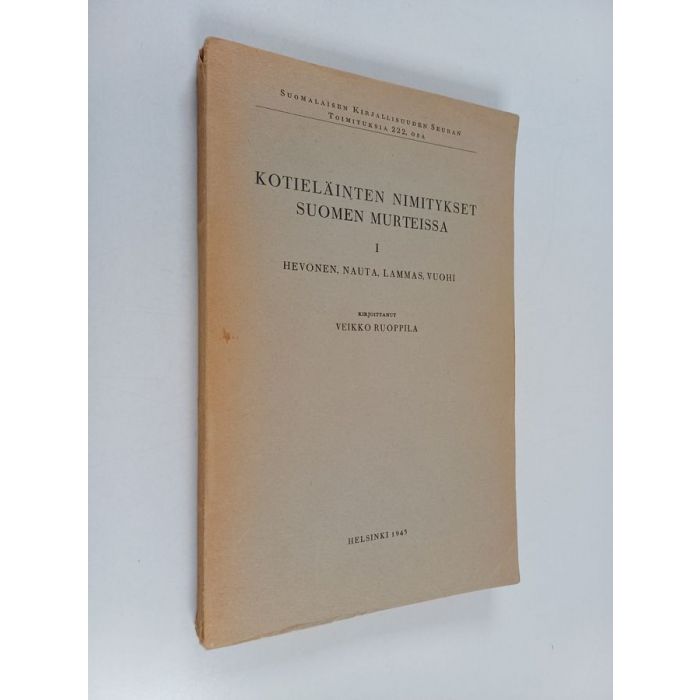 SUOMALAISEN KIRJALLISUUDEN SEURAN
TOIMITUKSIA 222. OSA
KOTIELÄINTEN NIMITYKSET
SUOMEN MURTEISSA
I
HEVONEN, NAUTA, LAMMAS, VUOHI
KIRJOITTANUT
VEIKKO RUOPPILA
HELSINKI 1943